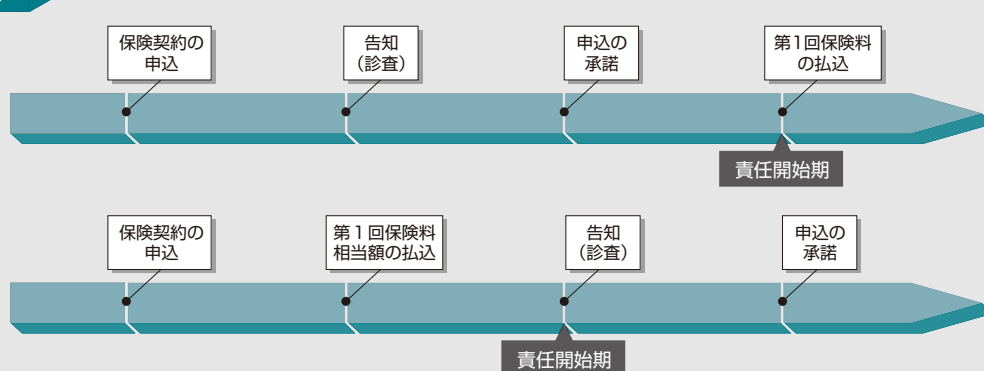 保険契約の
申込
告知
（診査）
申込の
承諾
第1回保険料
の払込
責任開始期
保険契約の
申込
第1回保険料
相当額の払込
告知
（診査）
申込の
承諾
責任開始期